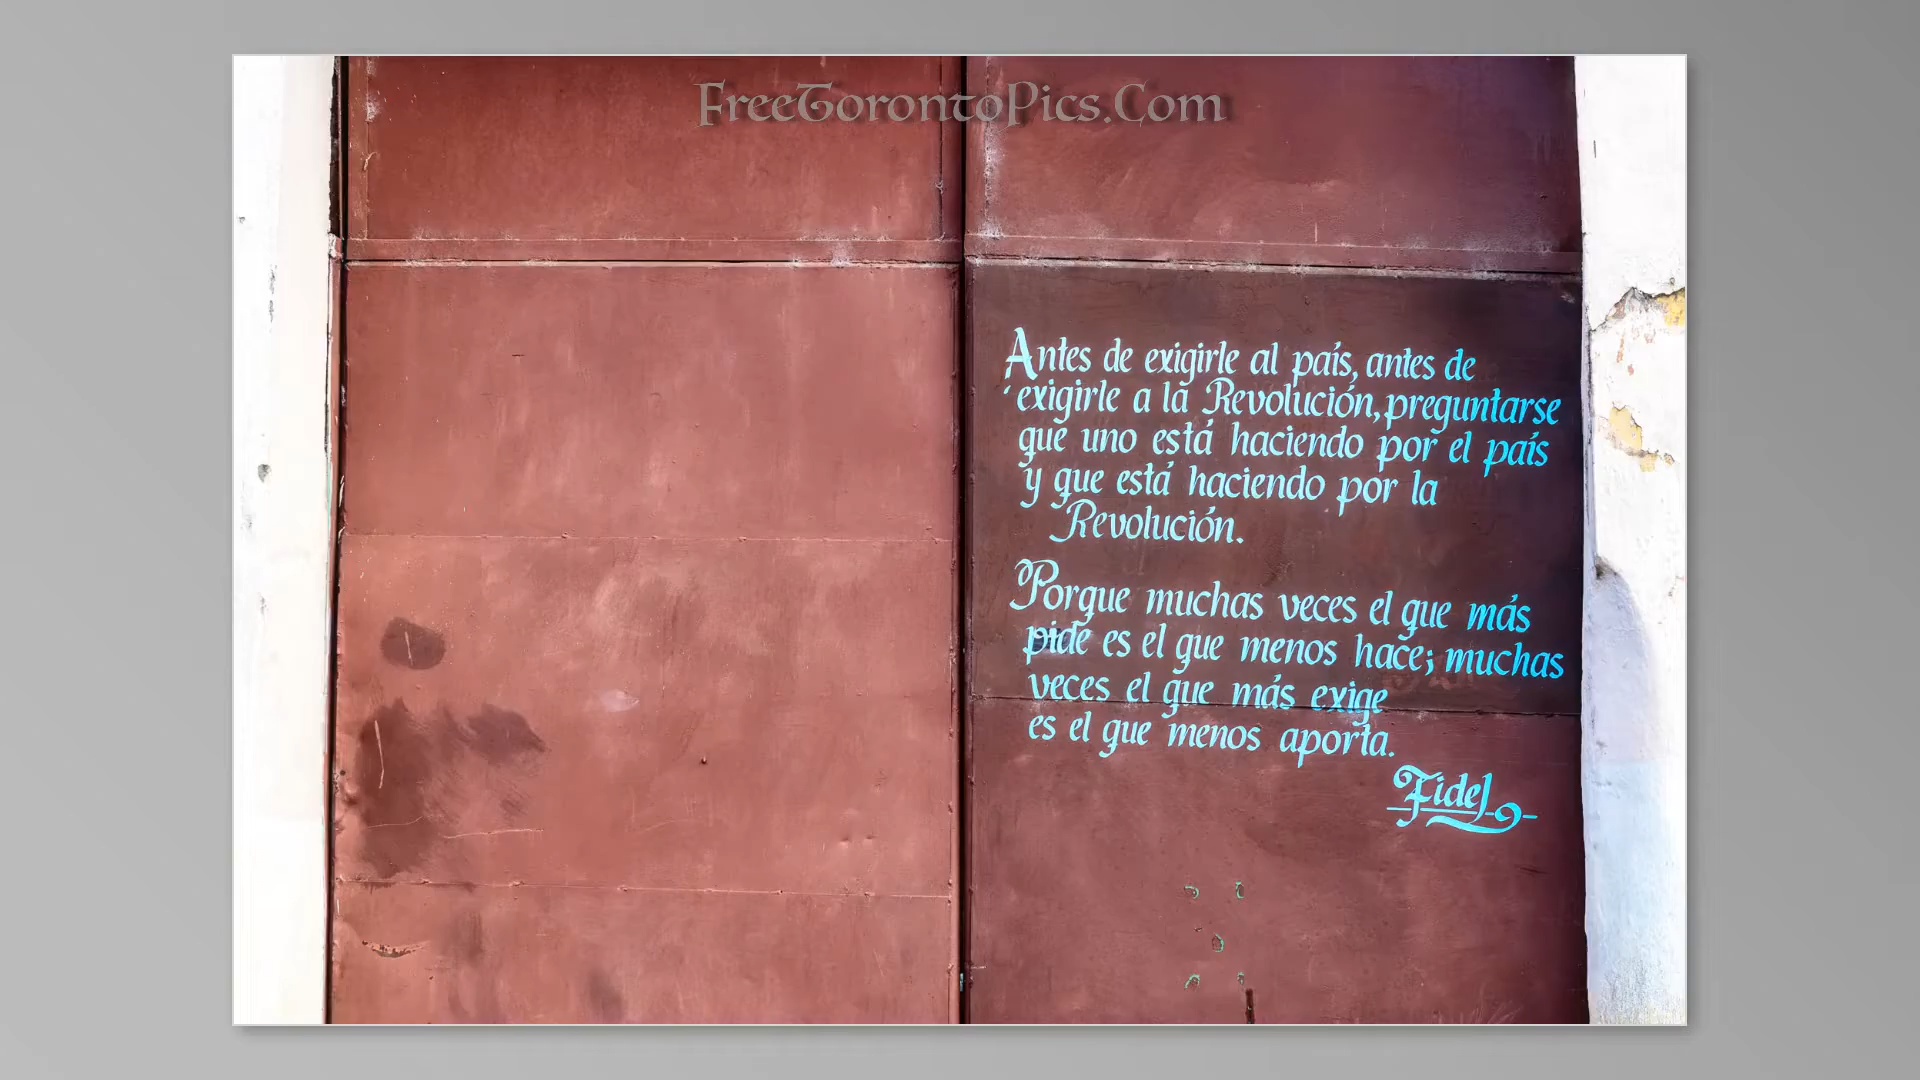 FreeTorontoPics.Com
Antes de exigirle al país, antes de
exigirle a la Revolución, preguntarse
que uno está haciendo por el país
y que está haciendo por la
Revolución.
Porque muchas veces el que más
pide es el que menos hace; muchas
veces el que más exige
es el que menos aporta.
Fidel